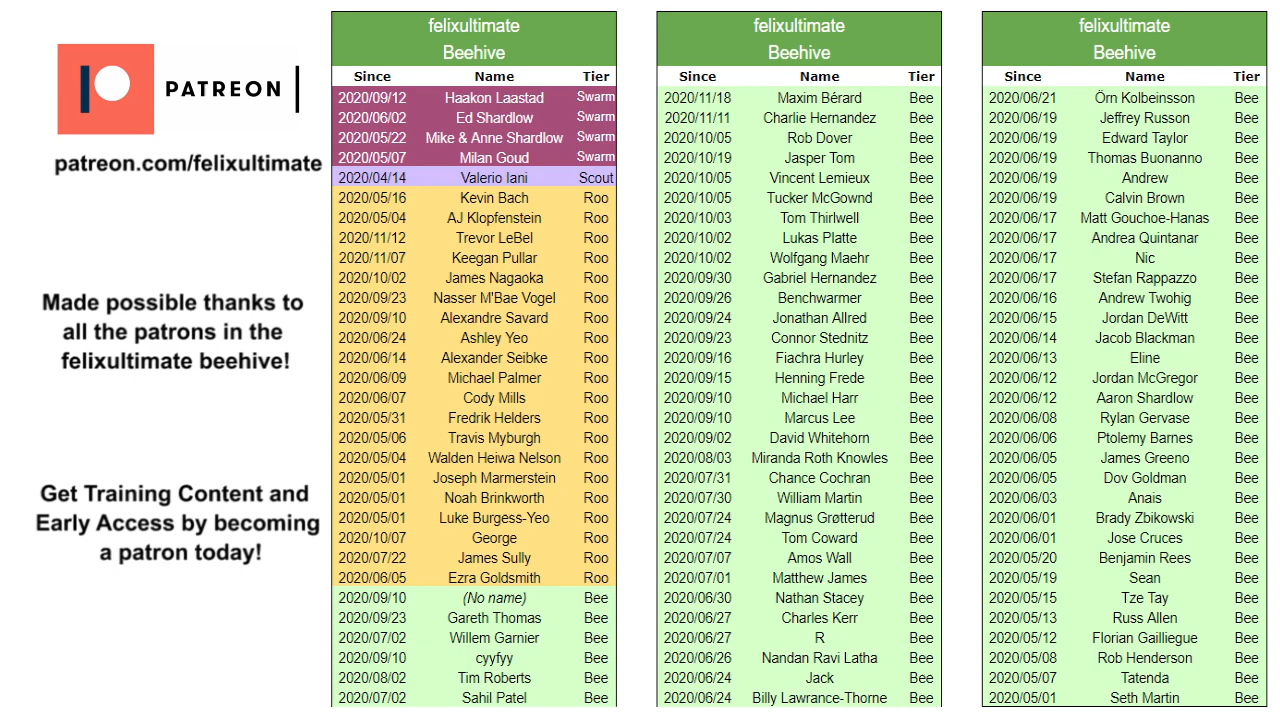 PATREON
patreon.com/felixultimate
Made possible thanks to
all the patrons in the
felixultimate beehive!
Get Training Content and
Early Access by becoming
a patron today!
felixultimate
Beehive
Since Name Tier
2020/09/12 Haakon Laastad Swarm
2020/06/02 Ed Shardlow Swarm
2020/05/22 Mike & Anne Shardlow Swarm
2020/05/07 Milan Goud Swarm
2020/04/14 Valerio Iani Scout
2020/05/16 Kevin Bach Roo
2020/05/04 AJ Klopfenstein Roo
2020/11/12 Trevor LeBel Roo
2020/11/07 Keegan Pullar Roo
2020/10/02 James Nagaoka Roo
2020/09/23 Nasser M'Bae Vogel Roo
2020/09/10 Alexandre Savard Roo
2020/06/24 Ashley Yeo Roo
2020/06/14 Alexander Seibke Roo
2020/06/09 Michael Palmer Roo
2020/06/07 Cody Mills Roo
2020/05/31 Fredrik Helders Roo
2020/05/06 Travis Myburgh Roo
2020/05/04 Walden Heiwa Nelson Roo
2020/05/01 Joseph Marmerstein Roo
2020/05/01 Noah Brinkworth Roo
2020/05/01 Luke Burgess-Yeo Roo
2020/10/07 George Roo
2020/07/22 James Sully Roo
2020/06/05 Ezra Goldsmith Roo
2020/09/10 (No name) Bee
2020/09/23 Gareth Thomas Bee
2020/07/02 Willem Garnier Bee
2020/09/10 cyyfyy Bee
2020/08/02 Tim Roberts Bee
2020/07/02 Sahil Patel Bee
felixultimate
Beehive
Since Name Tier
2020/11/18 Maxim Bérard Bee
2020/11/11 Charlie Hernandez Bee
2020/10/05 Rob Dover Bee
2020/10/19 Jasper Tom Bee
2020/10/05 Vincent Lemieux Bee
2020/10/05 Tucker McGownd Bee
2020/10/03 Tom Thirlwell Bee
2020/10/02 Lukas Platte Bee
2020/10/02 Wolfgang Maehr Bee
2020/09/30 Gabriel Hernandez Bee
2020/09/26 Benchwarmer Bee
2020/09/24 Jonathan Allred Bee
2020/09/23 Connor Stednitz Bee
2020/09/16 Fiachra Hurley Bee
2020/09/15 Henning Frede Bee
2020/09/10 Michael Harr Bee
2020/09/10 Marcus Lee Bee
2020/09/02 David Whitehorn Bee
2020/08/03 Miranda Roth Knowles Bee
2020/07/31 Chance Cochran Bee
2020/07/30 William Martin Bee
2020/07/24 Magnus Grøtterud Bee
2020/07/24 Tom Coward Bee
2020/07/07 Amos Wall Bee
2020/07/01 Matthew James Bee
2020/06/30 Nathan Stacey Bee
2020/06/27 Charles Kerr Bee
2020/06/27 R Bee
2020/06/26 Nandan Ravi Latha Bee
2020/06/24 Jack Bee
2020/06/24 Billy Lawrance-Thorne Bee
felixultimate
Beehive
Since Name Tier
2020/06/21 Örn Kolbeinsson Bee
2020/06/19 Jeffrey Russon Bee
2020/06/19 Edward Taylor Bee
2020/06/19 Thomas Buonanno Bee
2020/06/19 Andrew Bee
2020/06/19 Calvin Brown Bee
2020/06/17 Matt Gouchoe-Hanas Bee
2020/06/17 Andrea Quintanar Bee
2020/06/17 Nic Bee
2020/06/17 Stefan Rappazzo Bee
2020/06/16 Andrew Twohig Bee
2020/06/15 Jordan DeWitt Bee
2020/06/14 Jacob Blackman Bee
2020/06/13 Eline Bee
2020/06/12 Jordan McGregor Bee
2020/06/12 Aaron Shardlow Bee
2020/06/08 Rylan Gervase Bee
2020/06/06 Ptolemy Barnes Bee
2020/06/05 James Greeno Bee
2020/06/05 Dov Goldman Bee
2020/06/03 Anais Bee
2020/06/01 Brady Zbikowski Bee
2020/06/01 Jose Cruces Bee
2020/05/20 Benjamin Rees Bee
2020/05/19 Sean Bee
2020/05/15 Tze Tay Bee
2020/05/13 Russ Allen Bee
2020/05/12 Florian Gailliegue Bee
2020/05/08 Rob Henderson Bee
2020/05/07 Tatenda Bee
2020/05/01 Seth Martin Bee